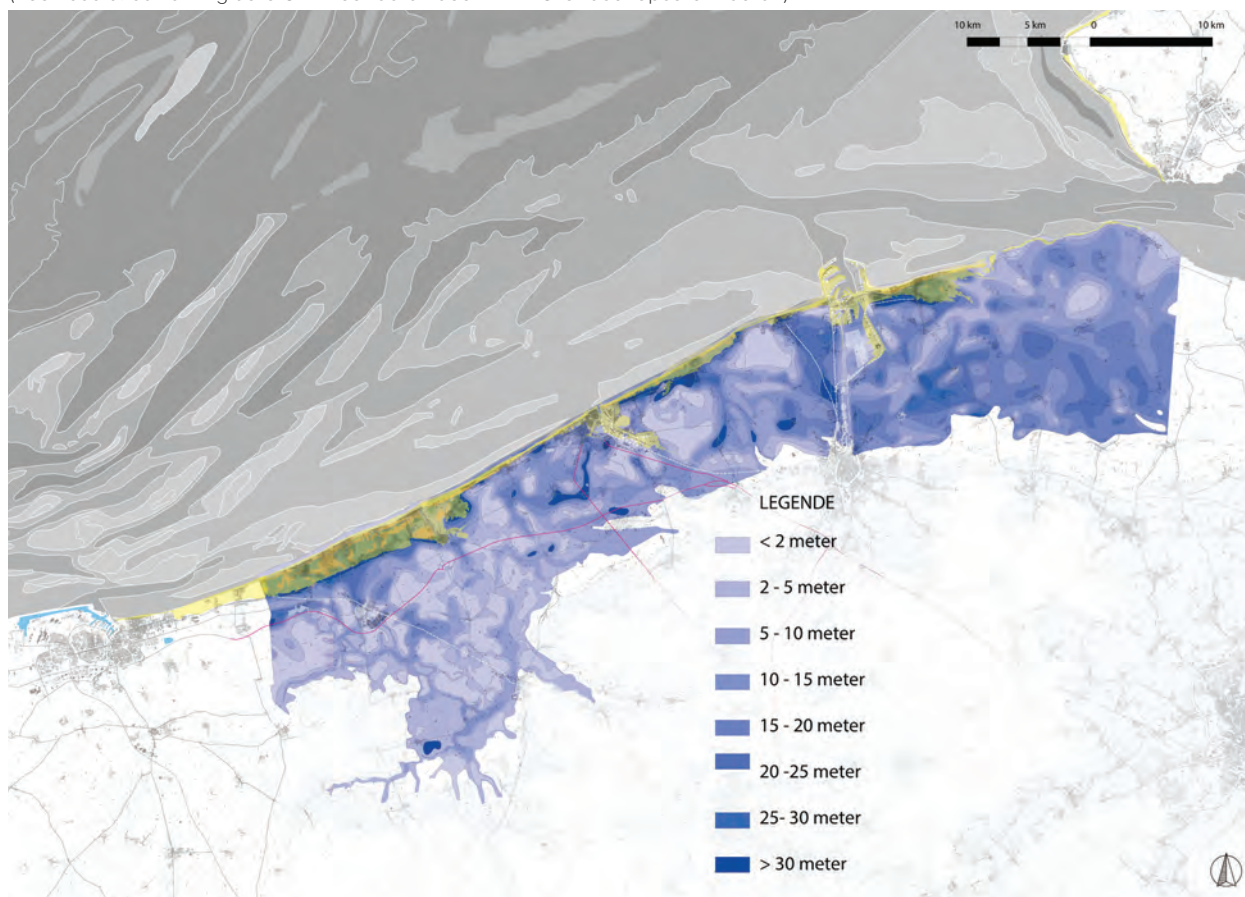 10 km 5 km 0 10 km
LEGENDE
< 2 meter
2 - 5 meter
5 - 10 meter
10 - 15 meter
15 - 20 meter
20 -25 meter
25- 30 meter
> 30 meter